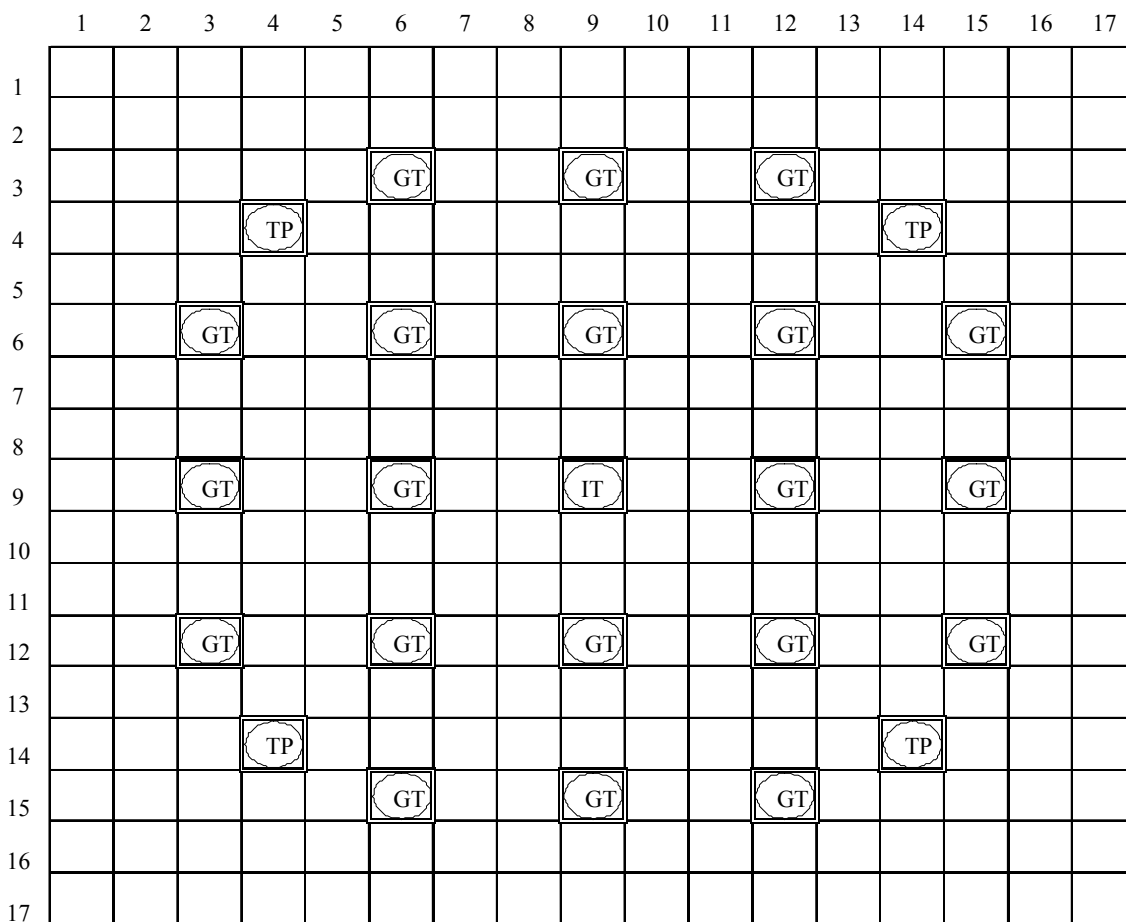 1 2 3 4 5 6 7 8 9 10 11 12 13 14 15 16 17
1
2
3 GT GT GT
4 TP TP
5
6 GT GT GT GT GT
7
8
9 GT GT IT GT GT
10
11
12 GT GT GT GT GT
13
14 TP TP
15 GT GT GT
16
17